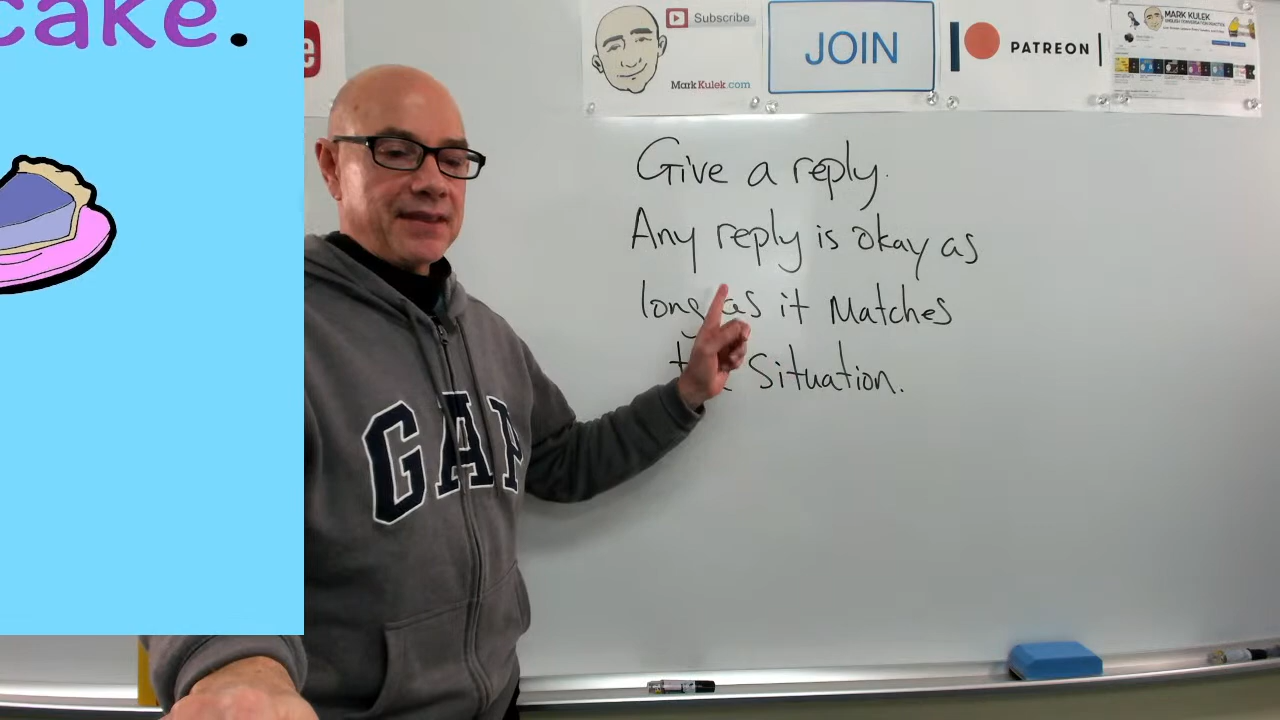 cake.
Subscribe
MarkKulek.com
JOIN
PATREON
MARK KULEK
Give a reply.
Any reply is okay as
long as it Matches
Situation.
GAP